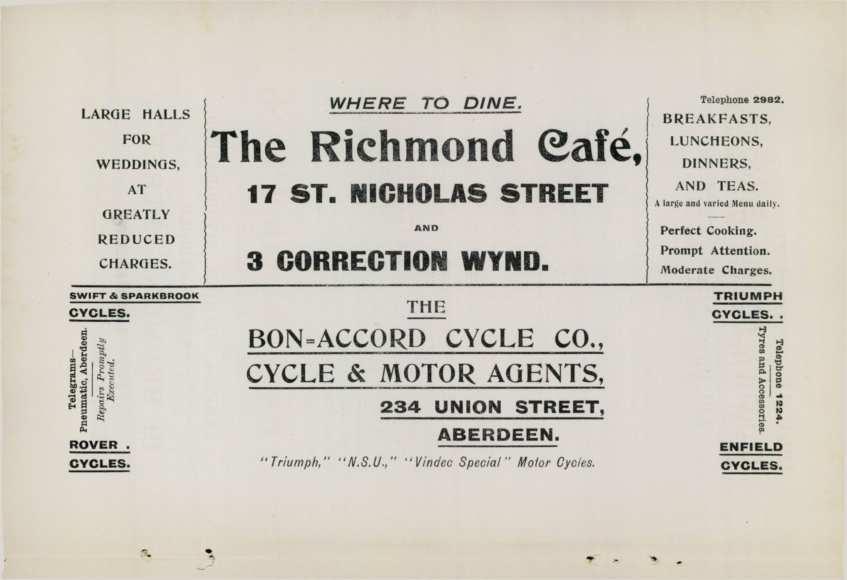 LARGE HALLS
FOR
WEDDINGS,
AT
GREATLY
REDUCED
CHARGES.
WHERE TO DINE.
The Richmond Café,
17 ST. NICHOLAS STREET
AND
3 CORRECTION WYND.
Telephone 2982.
BREAKFASTS,
LUNCHEONS,
DINNERS,
AND TEAS.
A large and varied Menu daily.
Perfect Cooking.
Prompt Attention.
Moderate Charges.
SWIFT & SPARKBROOK
CYCLES.
Telegrams—
Pneumatic, Aberdeen.
Repairs Promptly
Executed.
ROVER .
CYCLES.
THE
BON=ACCORD CYCLE CO.,
CYCLE & MOTOR AGENTS,
234 UNION STREET,
ABERDEEN.
"Triumph," "N.S.U.," "Vindec Special" Motor Cycles.
TRIUMPH
CYCLES. .
Telephone 1224.
Tyres and Accessories.
ENFIELD
CYCLES.